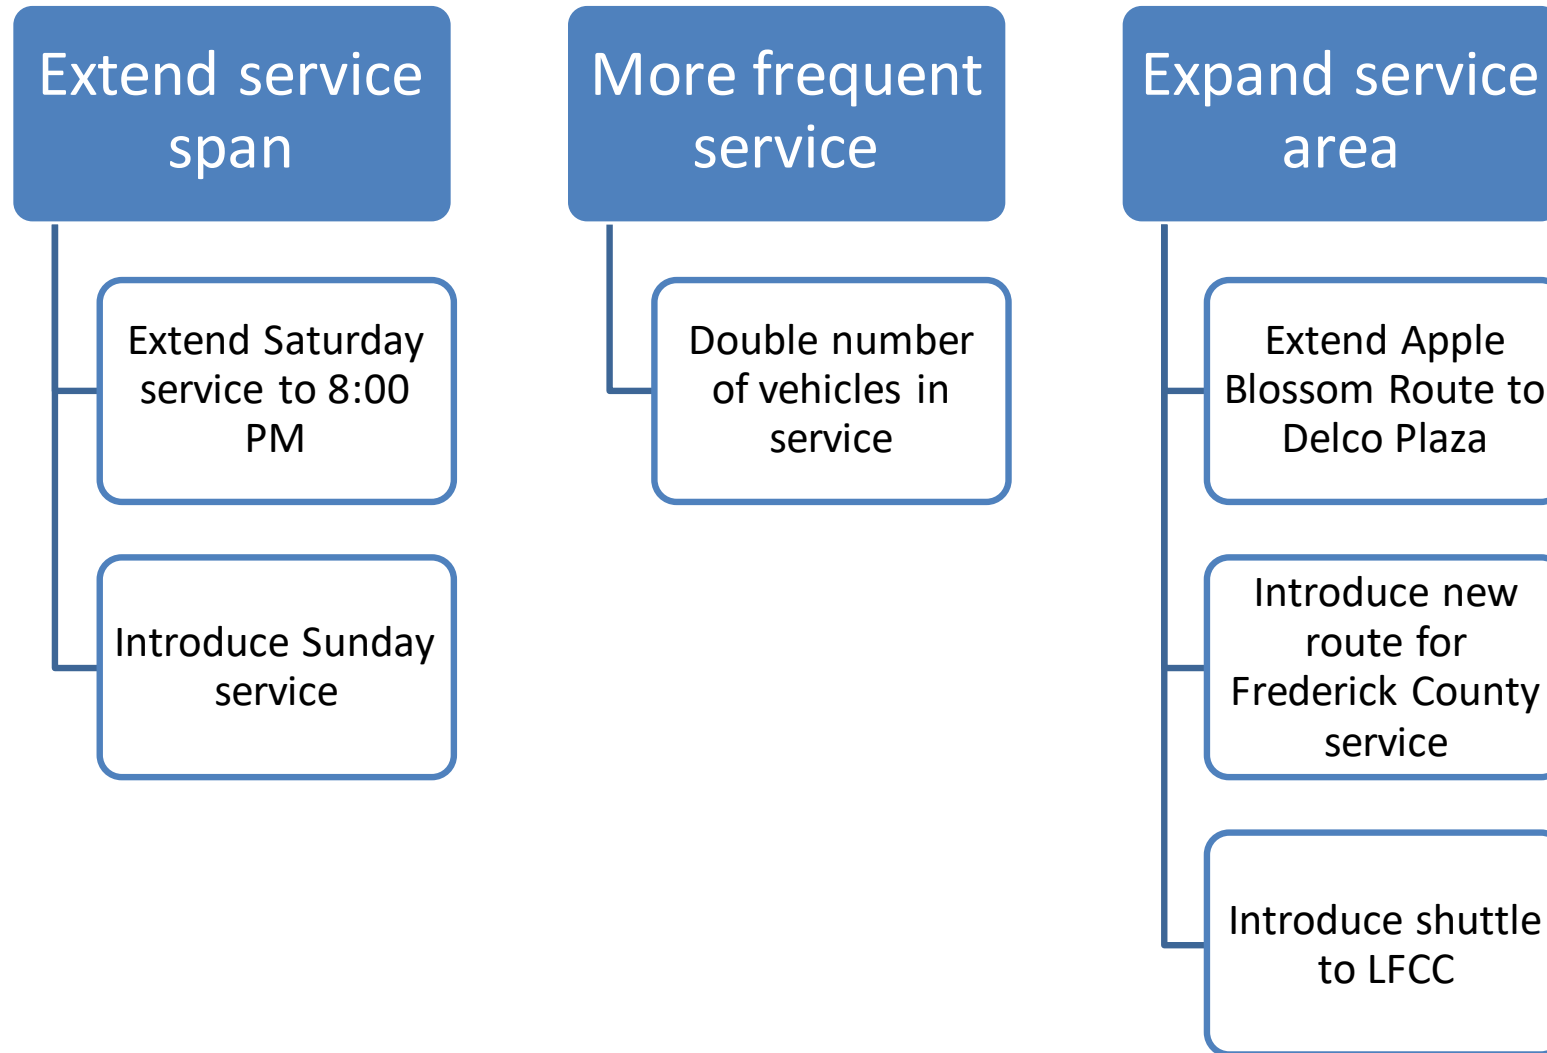 Extend service
span
Extend Saturday
service to 8:00
PM
Introduce Sunday
service
More frequent
service
Double number
of vehicles in
service
Expand service
area
Extend Apple
Blossom Route to
Delco Plaza
Introduce new
route for
Frederick County
service
Introduce shuttle
to LFCC